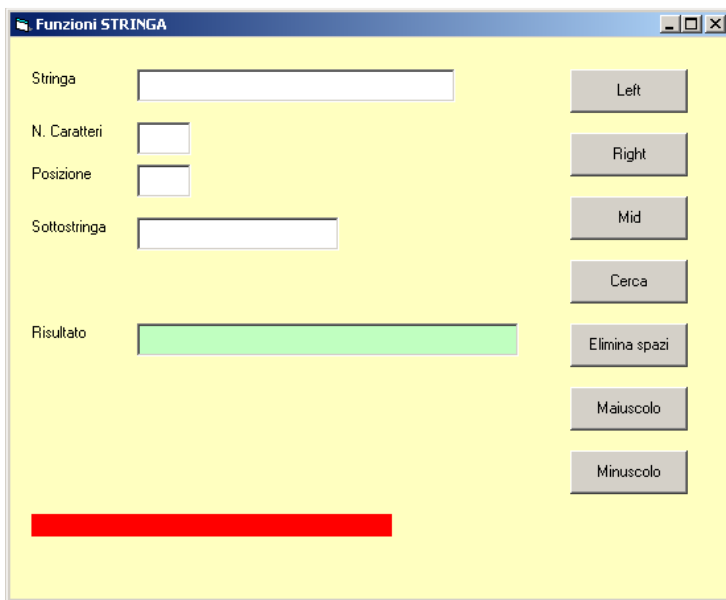 Funzioni STRINGA
Stringa
Left
N. Caratteri
Right
Posizione
Mid
Sottostringa
Cerca
Risultato
Elimina spazi
Maiuscolo
Minuscolo